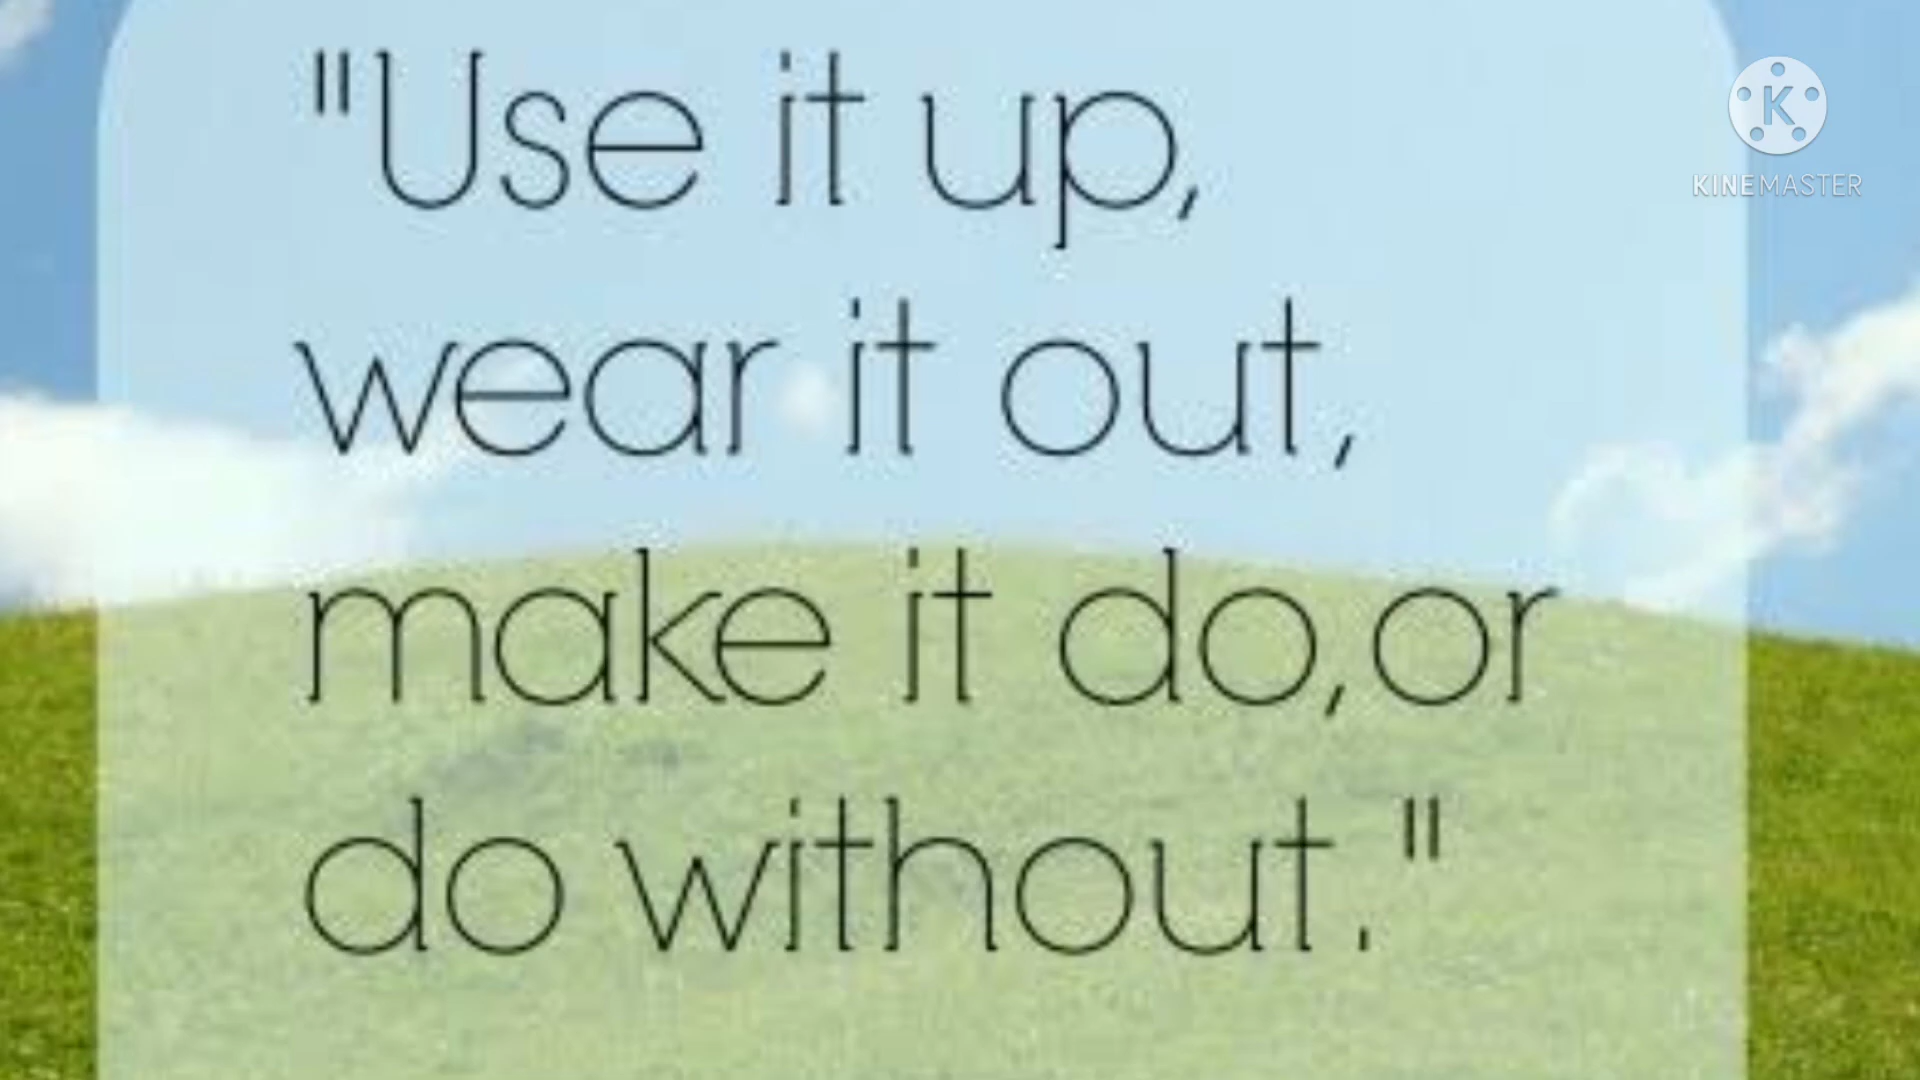 "Use it up,
wear it out,
make it do,or
do without."
K
KINEMASTER